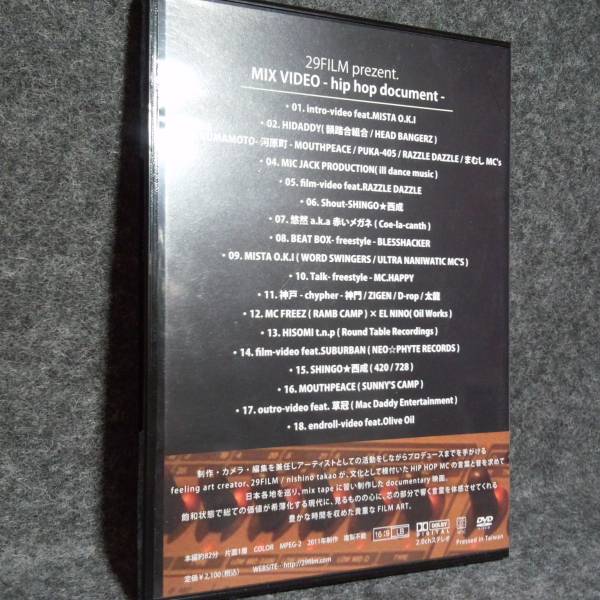 29FILM prezent.
MIX VIDEO - hip hop document -
・01. intro-video feat.MISTA O.K.I
・02. HIDADDY( 韻踏合組合 / HEAD BANGERZ )
UMAMOTO- 河原町 - MOUTHPEACE / PUKA-405 / RAZZLE DAZZLE / まむし MC's
・04. MIC JACK PRODUCTION( ill dance music )
・05. film-video feat.RAZZLE DAZZLE
・06. Shout-SHINGO★西成
・07. 悠然 a.k.a 赤いメガネ ( Coe-la-canth )
・08. BEAT BOX- freestyle - BLESSHACKER
・09. MISTA O.K.I ( WORD SWINGERS / ULTRA NANIWATIC MC'S )
・10. Talk- freestyle - MC.HAPPY
・11. 神戸 - chypher - 神門 / ZIGEN / D-rop / 太龍
・12. MC FREEZ ( RAMB CAMP ) × EL NINO( Oil Works )
・13. HISOMI t.n.p ( Round Table Recordings )
・14. film-video feat.SUBURBAN ( NEO☆PHYTE RECORDS )
・15. SHINGO★西成 ( 420 / 728 )
・16. MOUTHPEACE ( SUNNY'S CAMP )
・17. outro-video feat. 草冠 ( Mac Daddy Entertainment )
・18. endroll-video feat.Olive Oil
制作・カメラ・編集を兼任しアーティストとしての活動をしながらプロデュースまでを手がける
feeling art creator、29FILM / nishino takao が、文化として根付いた HIP HOP MC の言葉と音を求めて
日本各地を巡り、mix tape に習い制作した documentary 映画。
飽和状態で総ての価値が希薄化する現代に、見るものの心に、芯の部分で響く言葉を体感させてくれる
豊かな時間を収めた貴重な FILM ART.
本編約82分 片面1層 COLOR MPEG-2 2011年制作 複製不能
16:9 LB
DOLBY DIGITAL
2.0chステレオ
DVD VIDEO
定価￥2,100(税込) WEBSITE…http://29film.com
Pressed in Taiwan